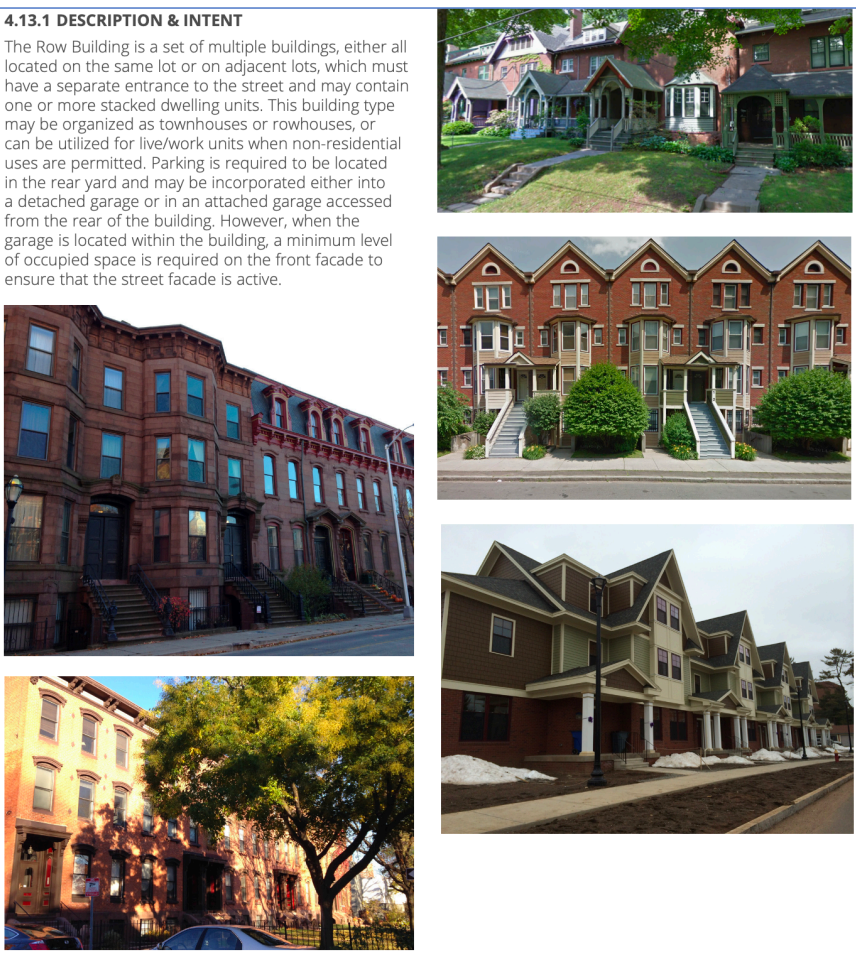 4.13.1 DESCRIPTION & INTENT
The Row Building is a set of multiple buildings, either all
located on the same lot or on adjacent lots, which must
have a separate entrance to the street and may contain
one or more stacked dwelling units. This building type
may be organized as townhouses or rowhouses, or
can be utilized for live/work units when non-residential
uses are permitted. Parking is required to be located
in the rear yard and may be incorporated either into
a detached garage or in an attached garage accessed
from the rear of the building. However, when the
garage is located within the building, a minimum level
of occupied space is required on the front facade to
ensure that the street facade is active.